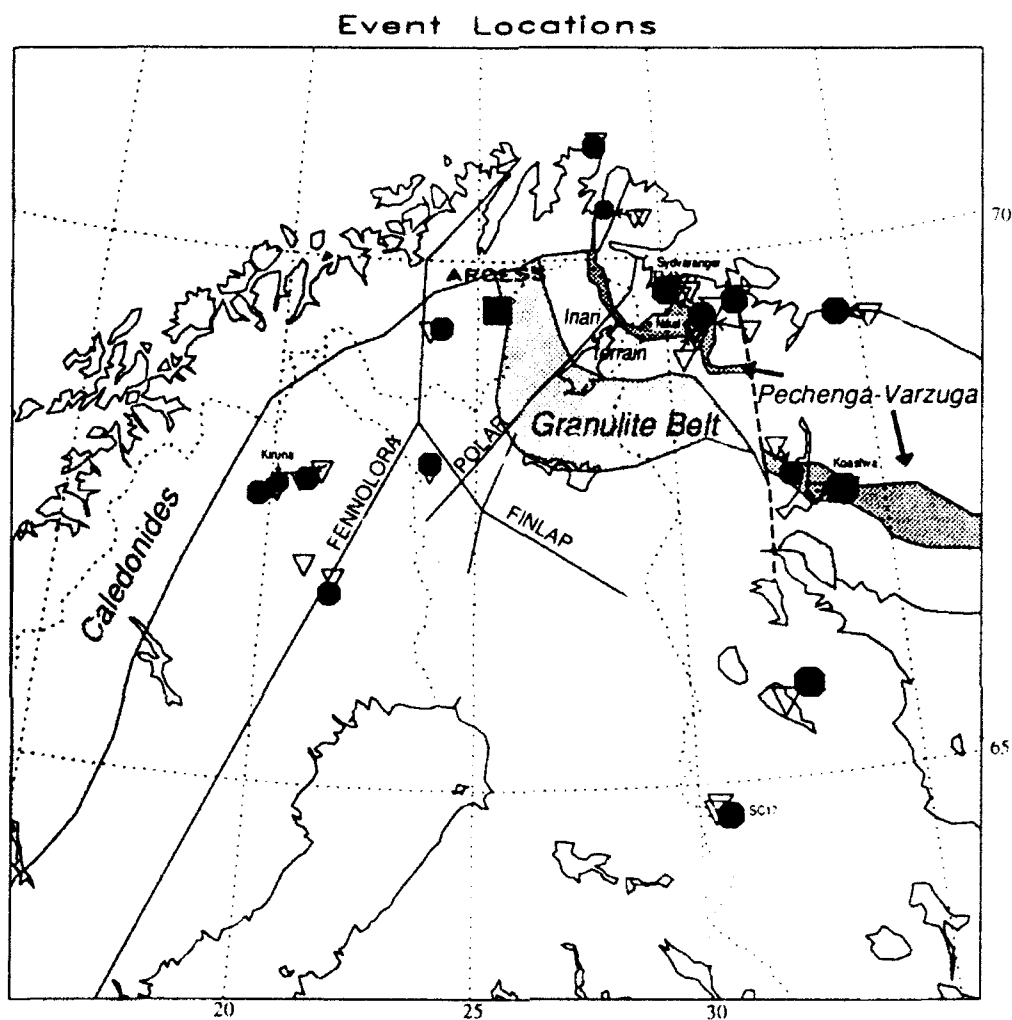 Event Locations
70
ARCESS
Sydvaranger
Inari
Terrain
Pechenga-Varzuga
Granulite Belt
POLAR
Kiruna
FENNOLORA
FINLAP
Caledonides
65
SC17
20
25
30